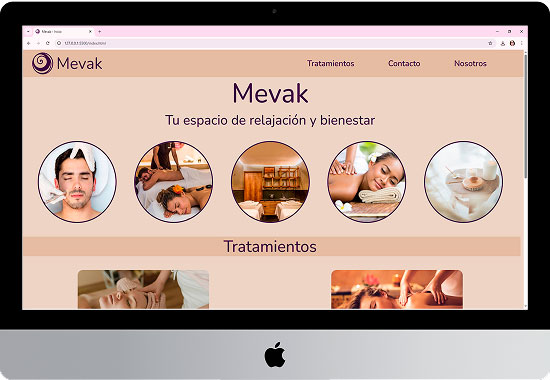 Mevak - Inicio
127.0.0.1:5500/index.html
Mevak
Tratamientos
Contacto
Nosotros
Mevak
Tu espacio de relajación y bienestar
Tratamientos